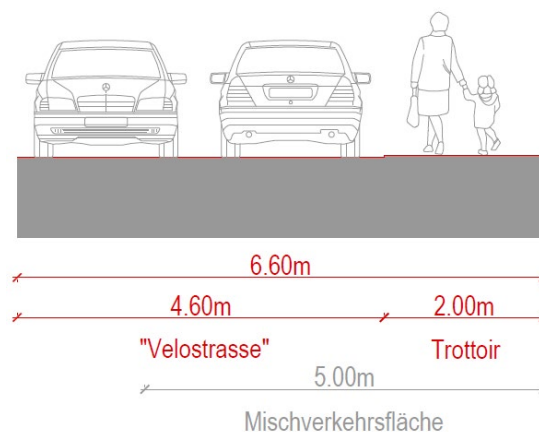 6.60m
4.60m 2.00m
"Velostrasse" Trottoir
5.00m
Mischverkehrsfläche